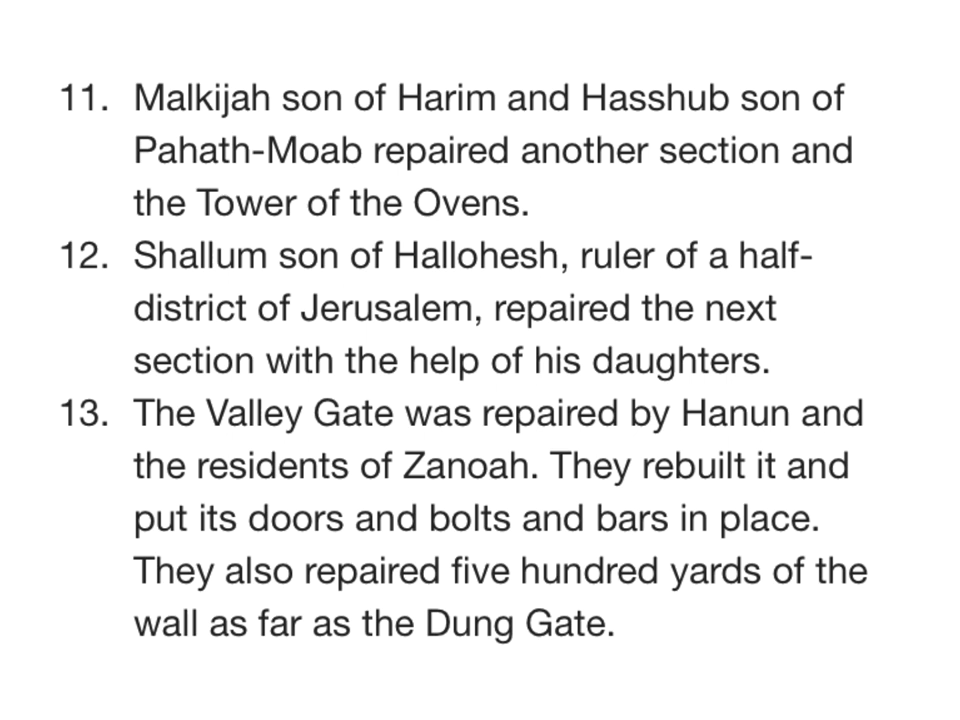 11. Malkijah son of Harim and Hasshub son of
Pahath-Moab repaired another section and
the Tower of the Ovens.
12. Shallum son of Hallohesh, ruler of a half-
district of Jerusalem, repaired the next
section with the help of his daughters.
13. The Valley Gate was repaired by Hanun and
the residents of Zanoah. They rebuilt it and
put its doors and bolts and bars in place.
They also repaired five hundred yards of the
wall as far as the Dung Gate.